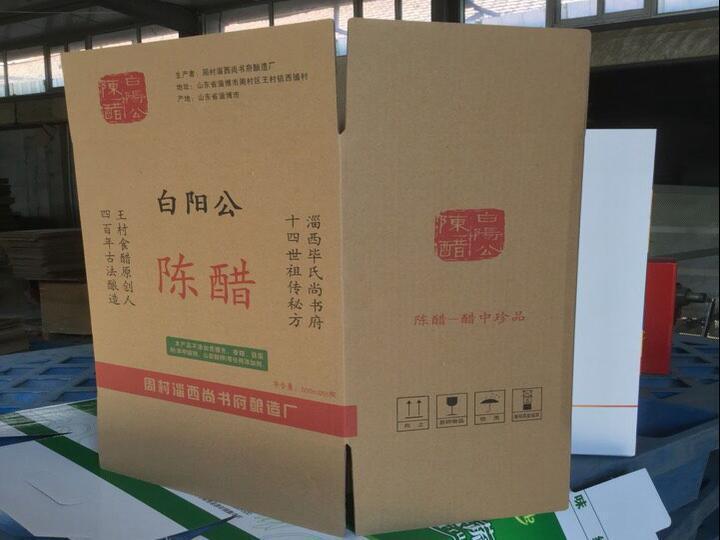 白阳公
陳醋
生产者：周村淄西尚书府酿造厂
地址：山东省淄博市周村区王村镇西铺村
产地：山东省淄博市
白阳公
陈醋
王村食醋原创人
四百年古法酿造
淄西毕氏尚书府
十四世祖传秘方
周村淄西尚书府酿造厂
白陽公
陳醋
陈醋—醋中珍品
向上
易碎物品
怕雨
味